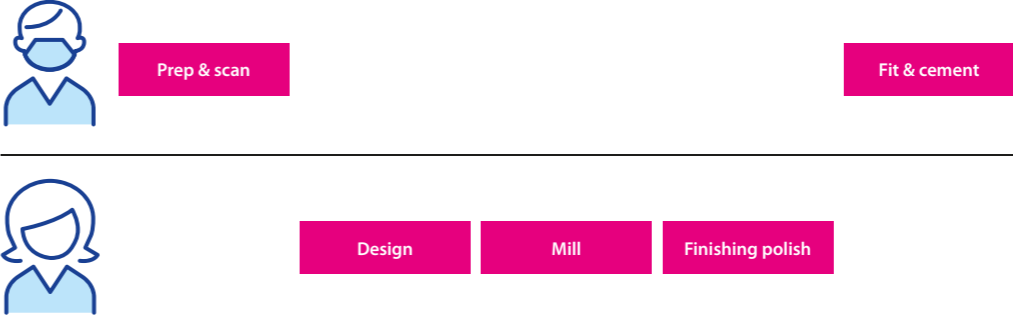 Prep & scan
Fit & cement
Design
Mill
Finishing polish